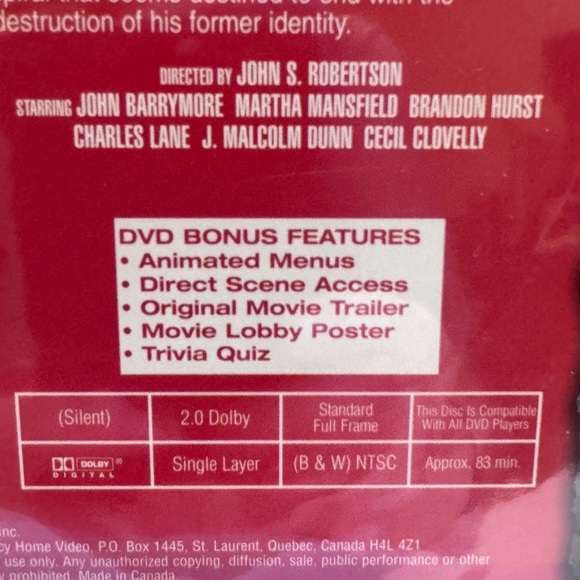 destruction of his former identity.
DIRECTED BY JOHN S. ROBERTSON
STARRING JOHN BARRYMORE MARTHA MANSFIELD BRANDON HURST
CHARLES LANE J. MALCOLM DUNN CECIL CLOVELLY
DVD BONUS FEATURES
• Animated Menus
• Direct Scene Access
• Original Movie Trailer
• Movie Lobby Poster
• Trivia Quiz
(Silent)
2.0 Dolby
Standard
Full Frame
This Disc Is Compatible
With All DVD Players
DOLBY®
DIGITAL
Single Layer
(B & W) NTSC
Approx. 83 min.
inc.
cy Home Video, P.O. Box 1445, St. Laurent, Quebec, Canada H4L 4Z1
use only. Any unauthorized copying, diffusion, sale, public performance or other
y prohibited. Made in Canada.